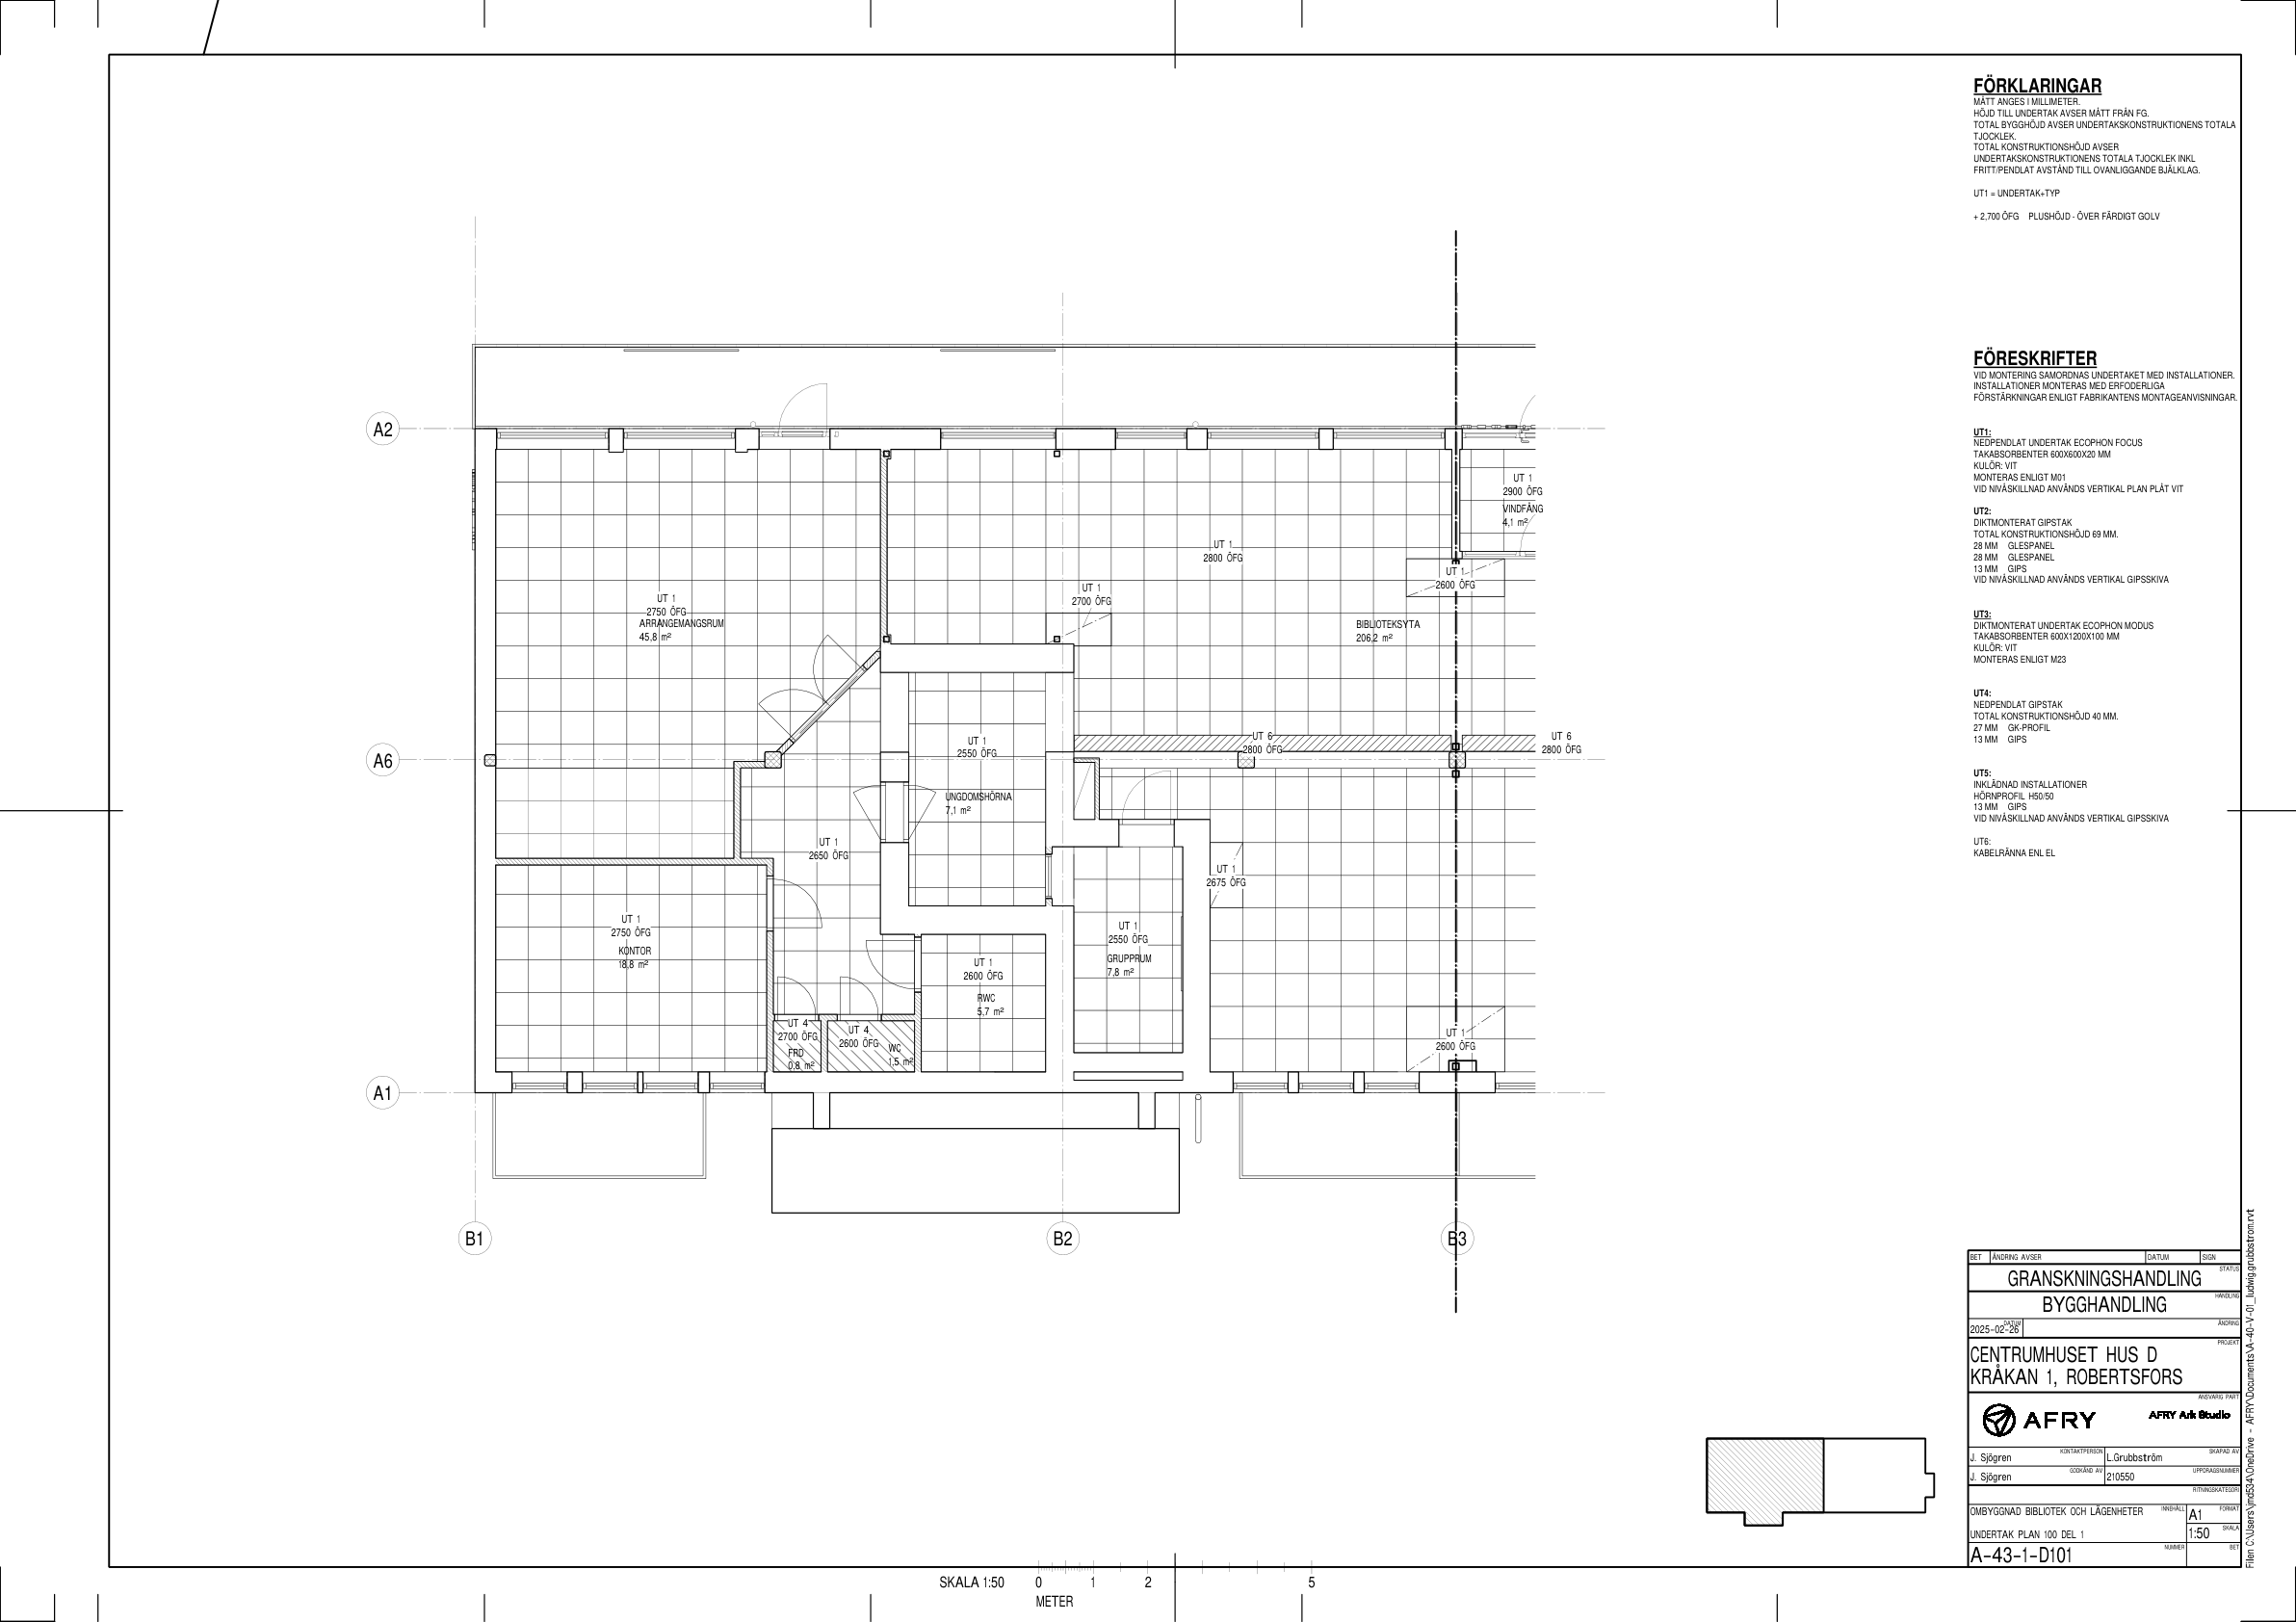 FÖRKLARINGAR
MÅTT ANGES I MILLIMETER.
HÖJD TILL UNDERTAK AVSER MÅTT FRÅN FG.
TOTAL BYGGHÖJD AVSER UNDERTAKSKONSTRUKTIONENS TOTALA
TJOCKLEK.
TOTAL KONSTRUKTIONSHÖJD AVSER
UNDERTAKSKONSTRUKTIONENS TOTALA TJOCKLEK INKL
FRITT/PENDLAT AVSTÅND TILL OVANLIGGANDE BJÄLKLAG.
UT1 = UNDERTAK+TYP
+ 2,700 ÖFG PLUSHÖJD - ÖVER FÄRDIGT GOLV
FÖRESKRIFTER
VID MONTERING SAMORDNAS UNDERTAKET MED INSTALLATIONER.
INSTALLATIONER MONTERAS MED ERFODERLIGA
FÖRSTÄRKNINGAR ENLIGT FABRIKANTENS MONTAGEANVISNINGAR.
UT1:
NEDPENDLAT UNDERTAK ECOPHON FOCUS
TAKABSORBENTER 600X600X20 MM
KULÖR: VIT
MONTERAS ENLIGT M01
VID NIVÅSKILLNAD ANVÄNDS VERTIKAL PLAN PLÅT VIT
UT2:
DIKTMONTERAT GIPSTAK
TOTAL KONSTRUKTIONSHÖJD 69 MM.
28 MM GLESPANEL
28 MM GLESPANEL
13 MM GIPS
VID NIVÅSKILLNAD ANVÄNDS VERTIKAL GIPSSKIVA
UT3:
DIKTMONTERAT UNDERTAK ECOPHON MODUS
TAKABSORBENTER 600X1200X100 MM
KULÖR: VIT
MONTERAS ENLIGT M23
UT4:
NEDPENDLAT GIPSTAK
TOTAL KONSTRUKTIONSHÖJD 40 MM.
27 MM GK-PROFIL
13 MM GIPS
UT5:
INKLÄDNAD INSTALLATIONER
HÖRNPROFIL H50/50
13 MM GIPS
VID NIVÅSKILLNAD ANVÄNDS VERTIKAL GIPSSKIVA
UT6:
KABELRÄNNA ENL EL
A2
A6
A1
B1
B2
B3
UT 1
2900 ÖFG
VINDFÅNG
4,1 m²
UT 1
2800 ÖFG
UT 1
2600 ÖFG
UT 1
2700 ÖFG
UT 1
2750 ÖFG
ARRANGEMANGSRUM
45,8 m²
BIBLIOTEKSYTA
206,2 m²
UT 6
2800 ÖFG
UT 6
2800 ÖFG
UT 1
2550 ÖFG
UNGDOMSHÖRNA
7,1 m²
UT 1
2650 ÖFG
UT 1
2675 ÖFG
UT 1
2750 ÖFG
KONTOR
18,8 m²
UT 1
2550 ÖFG
GRUPPRUM
7,8 m²
UT 1
2600 ÖFG
RWC
5,7 m²
UT 4
2700 ÖFG
FRD
0,8 m²
UT 4
2600 ÖFG
WC
1,5 m²
UT 1
2600 ÖFG
BET ÄNDRING AVSER DATUM SIGN
STATUS
GRANSKNINGSHANDLING
HANDLING
BYGGHANDLING
DATUM
2025-02-26
ÄNDRING
PROJEKT
CENTRUMHUSET HUS D
KRÅKAN 1, ROBERTSFORS
ANSVARIG PART
AFRY
AFRY Ark Studio
J. Sjögren KONTAKTPERSON L.Grubbström SKAPAD AV
J. Sjögren GODKÄND AV 210550 UPPDRAGSNUMMER
RITNINGSKATEGORI
OMBYGGNAD BIBLIOTEK OCH LÄGENHETER INNEHÅLL
A1 FORMAT
UNDERTAK PLAN 100 DEL 1
1:50 SKALA
A-43-1-D101 NUMMER BET
Filen C:\Users\jnd534\OneDrive - AFRY\Documents\A-40-V-01_ludwig.grubbstrom.rvt
SKALA 1:50 0 1 2 5
METER